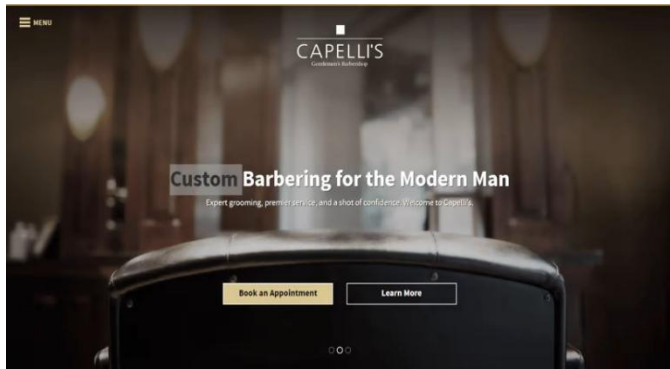 MENU
CAPELLI'S
Gentlemen's Barbershop
Custom Barbering for the Modern Man
Expert grooming, premier service, and a shot of confidence. Welcome to Capelli's.
Book an Appointment
Learn More